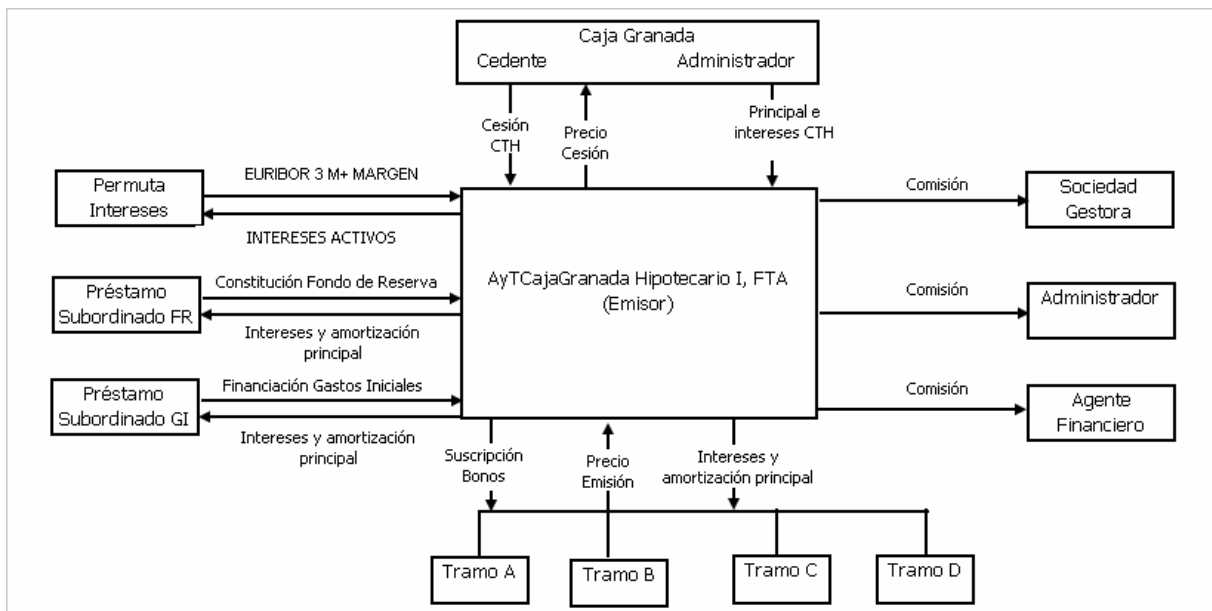 Caja Granada
Cedente Administrador
Cesión
CTH
Precio
Cesión
Principal e
intereses CTH
Permuta
Intereses
EURIBOR 3 M+ MARGEN
INTERESES ACTIVOS
Préstamo
Subordinado FR
Constitución Fondo de Reserva
Intereses y amortización
principal
Préstamo
Subordinado GI
Financiación Gastos Iniciales
Intereses y amortización
principal
AyTCajaGranada Hipotecario I, FTA
(Emisor)
Comisión
Sociedad
Gestora
Comisión
Administrador
Comisión
Agente
Financiero
Suscripción
Bonos
Precio
Emisión
Intereses y
amortización principal
Tramo A
Tramo B
Tramo C
Tramo D